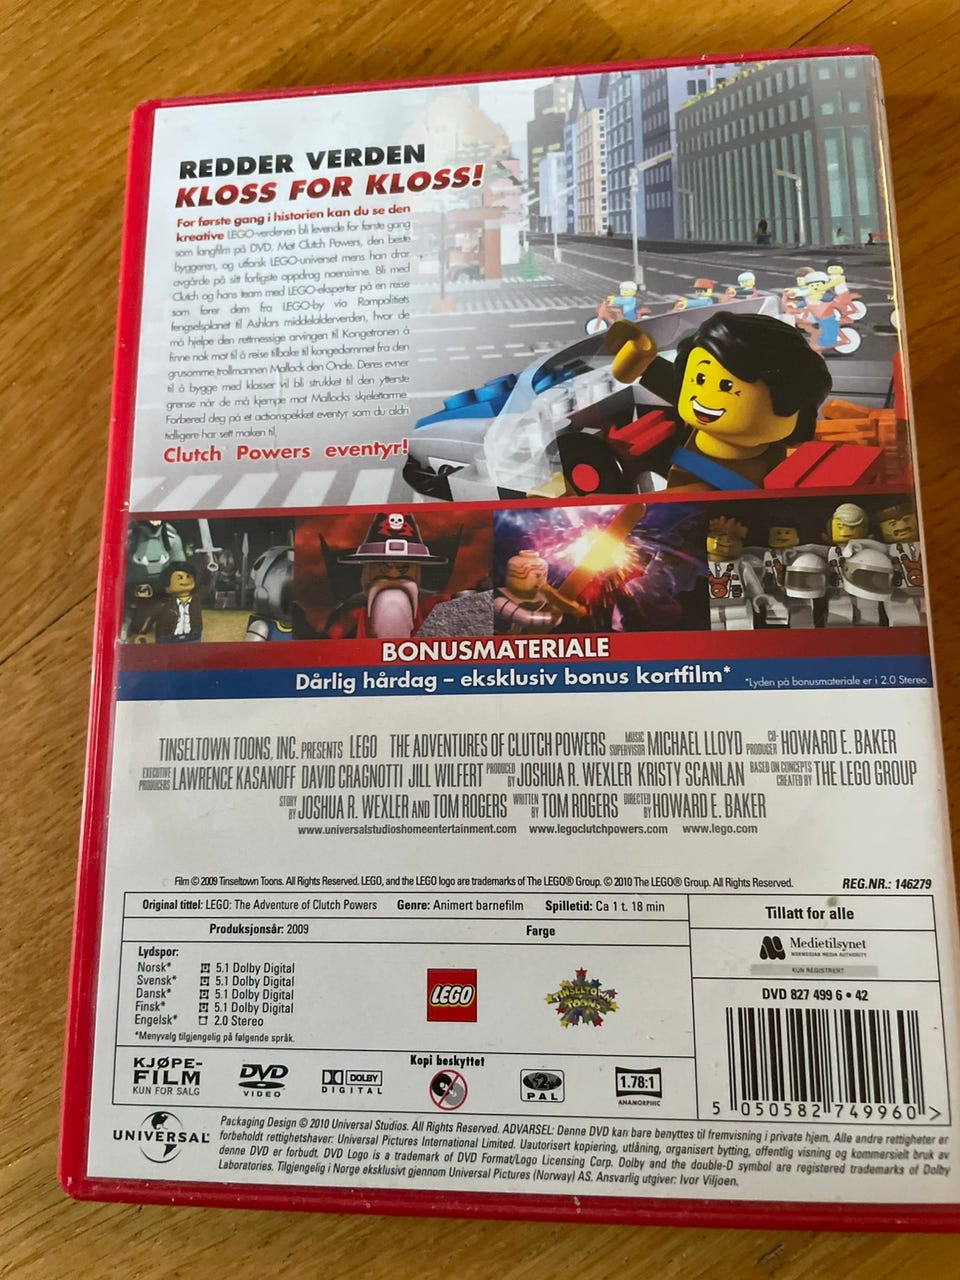 REDDER VERDEN
KLOSS FOR KLOSS!
For første gang i historien kan du se den
kreative LEGO-verdenen bli levende for første gang
som langfilm på DVD. Møt Clutch Powers, den beste
byggeren, og utforsk LEGO-universet mens han drar
avgårde på sitt farligste oppdrag noensinne. Bli med
Clutch og hans team med LEGO-eksperter på en reise
som fører dem fra LEGO-by via Rompolitiets
fengselsplanet til Ashlars middelalderverden, hvor de
må hjelpe den rettmessige arvingen til Kongetronen å
finne nok mot til å reise tilbake til kongedømmet fra den
grusomme trollmannen Mallock den Onde. Deres evner
til å bygge med klosser vil bli strukket til den ytterste
grense når de må kjempe mot Mallocks skjelettarme.
Forbered deg på et actionspekket eventyr som du aldri
tidligere har sett maken til,
Clutch Powers eventyr!
BONUSMATERIALE
Dårlig hårdag – eksklusiv bonus kortfilm*
*Lyden på bonusmateriale er i 2.0 Stereo.
TINSELTOWN TOONS, INC. PRESENTS LEGO THE ADVENTURES OF CLUTCH POWERS MUSIC SUPERVISOR MICHAEL LLOYD CO-PRODUCER HOWARD E. BAKER
EXECUTIVE PRODUCERS LAWRENCE KASANOFF DAVID CRAGNOTTI JILL WILFERT PRODUCED BY JOSHUA R. WEXLER KRISTY SCANLAN BASED ON CONCEPTS CREATED BY THE LEGO GROUP
STORY BY JOSHUA R. WEXLER AND TOM ROGERS WRITTEN BY TOM ROGERS DIRECTED BY HOWARD E. BAKER
www.universalstudioshomeentertainment.com www.legoclutchpowers.com www.lego.com
Film © 2009 Tinseltown Toons. All Rights Reserved. LEGO, and the LEGO logo are trademarks of The LEGO® Group. © 2010 The LEGO® Group. All Rights Reserved.
REG.NR.: 146279
Original tittel: LEGO: The Adventure of Clutch Powers Genre: Animert barnefilm Spilletid: Ca 1 t. 18 min
Produksjonsår: 2009 Farge
Tillatt for alle
Medietilsynet
NORWEGIAN MEDIA AUTHORITY
KUN REGISTRERT
Lydspor:
Norsk* 5.1 Dolby Digital
Svensk* 5.1 Dolby Digital
Dansk* 5.1 Dolby Digital
Finsk* 5.1 Dolby Digital
Engelsk* 2.0 Stereo
*Menyvalg tilgjengelig på følgende språk.
LEGO
TINSELTOWN
TOONS
DVD 827 499 6 • 42
5 050582 749960 >
KJØPE-
FILM
KUN FOR SALG
DVD
VIDEO
DOLBY
DIGITAL
Kopi beskyttet
2
PAL
1.78:1
ANAMORPHIC
UNIVERSAL
Packaging Design © 2010 Universal Studios. All Rights Reserved. ADVARSEL: Denne DVD kan bare benyttes til fremvisning i private hjem. Alle andre rettigheter er
forbeholdt rettighetshaver: Universal Pictures International Limited. Uautorisert kopiering, utlåning, organisert bytting, offentlig visning og kommersielt bruk av
denne DVD er forbudt. DVD Logo is a trademark of DVD Format/Logo Licensing Corp. Dolby and the double-D symbol are registered trademarks of Dolby
Laboratories. Tilgjengelig i Norge eksklusivt gjennom Universal Pictures (Norway) AS. Ansvarlig utgiver: Ivor Viljoen.